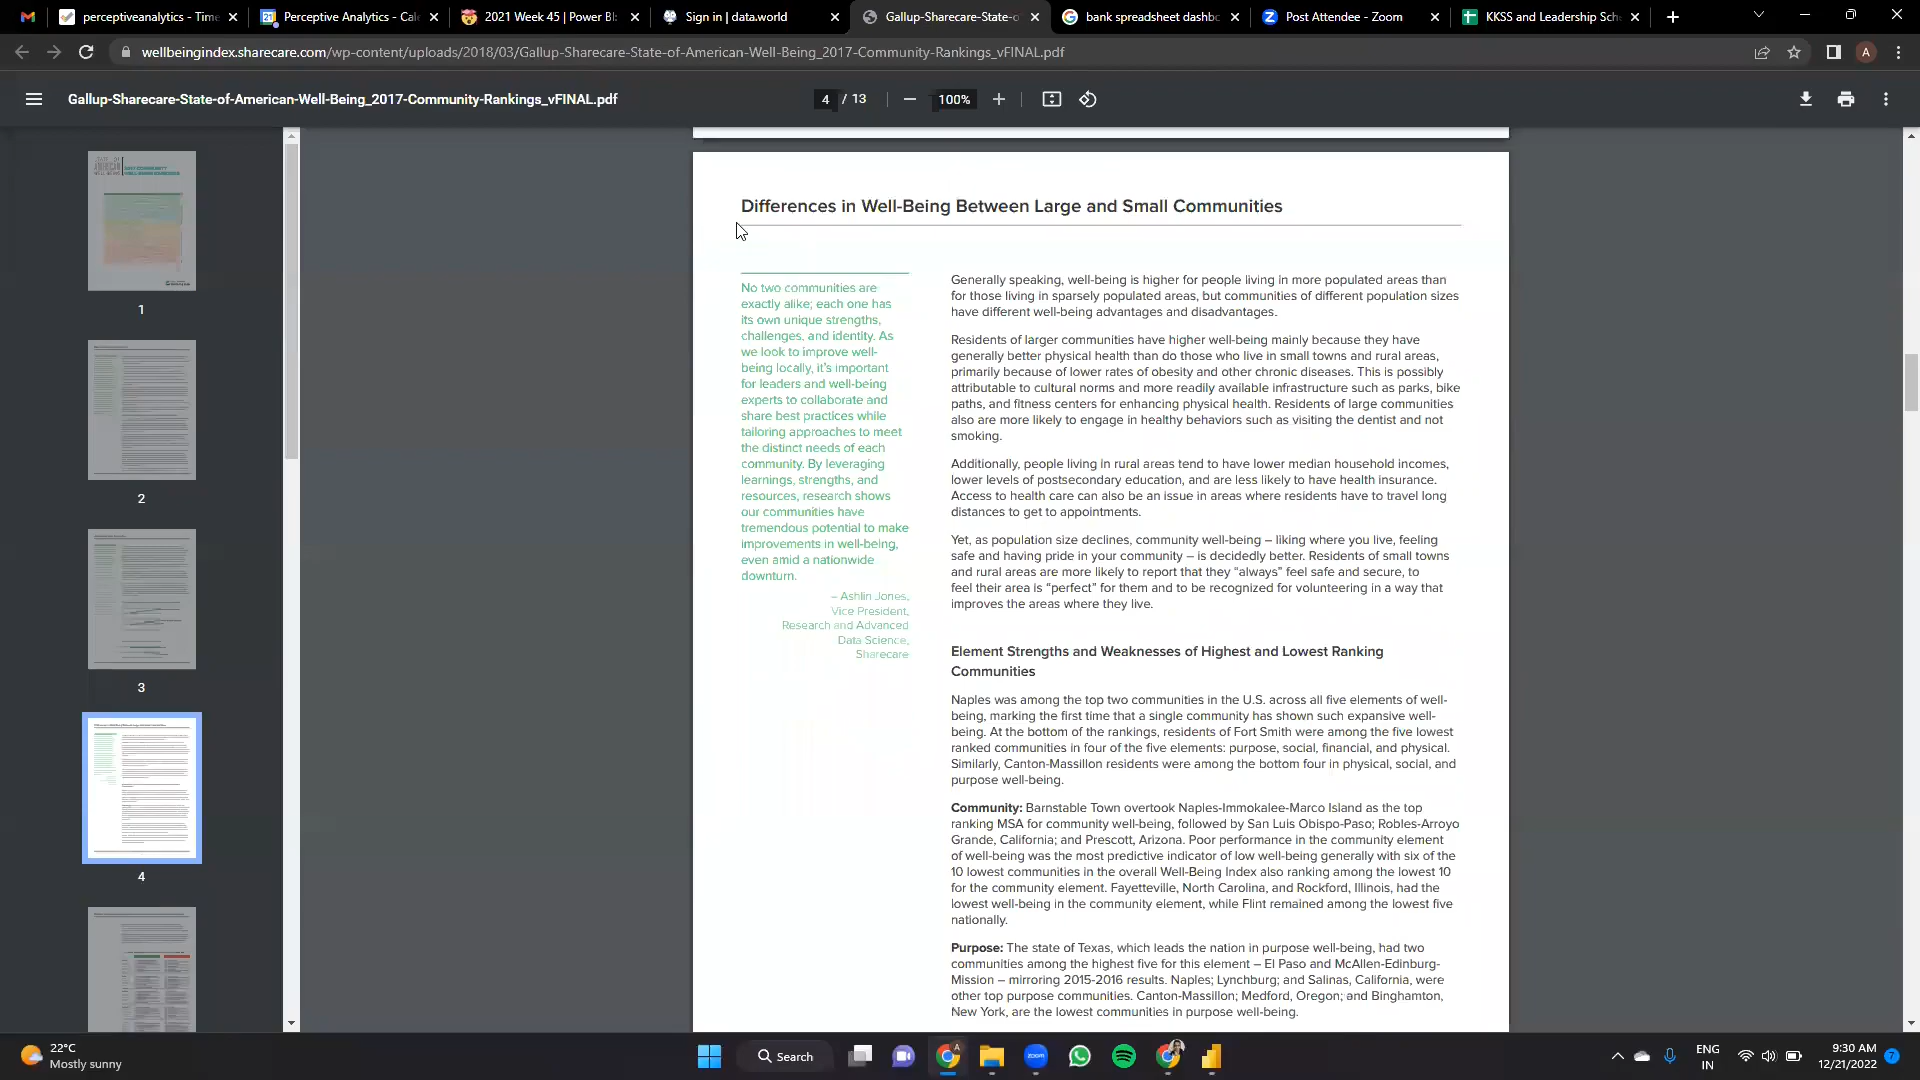 perceptiveanalytics - Time
Perceptive Analytics - Cale
2021 Week 45 | Power BI:
Sign in | data.world
Gallup-Sharecare-State-o
bank spreadsheet dashbo
Post Attendee - Zoom
KKSS and Leadership Sch
wellbeingindex.sharecare.com/wp-content/uploads/2018/03/Gallup-Sharecare-State-of-American-Well-Being_2017-Community-Rankings_vFINAL.pdf
A
Gallup-Sharecare-State-of-American-Well-Being_2017-Community-Rankings_vFINAL.pdf
4 / 13
100%
1
2
3
4
Differences in Well-Being Between Large and Small Communities
No two communities are
exactly alike; each one has
its own unique strengths,
challenges, and identity. As
we look to improve well-
being locally, it's important
for leaders and well-being
experts to collaborate and
share best practices while
tailoring approaches to meet
the distinct needs of each
community. By leveraging
learnings, strengths, and
resources, research shows
our communities have
tremendous potential to make
improvements in well-being,
even amid a nationwide
downturn.
– Ashlin Jones,
Vice President,
Research and Advanced
Data Science,
Sharecare
Generally speaking, well-being is higher for people living in more populated areas than
for those living in sparsely populated areas, but communities of different population sizes
have different well-being advantages and disadvantages.
Residents of larger communities have higher well-being mainly because they have
generally better physical health than do those who live in small towns and rural areas,
primarily because of lower rates of obesity and other chronic diseases. This is possibly
attributable to cultural norms and more readily available infrastructure such as parks, bike
paths, and fitness centers for enhancing physical health. Residents of large communities
also are more likely to engage in healthy behaviors such as visiting the dentist and not
smoking.
Additionally, people living in rural areas tend to have lower median household incomes,
lower levels of postsecondary education, and are less likely to have health insurance.
Access to health care can also be an issue in areas where residents have to travel long
distances to get to appointments.
Yet, as population size declines, community well-being – liking where you live, feeling
safe and having pride in your community – is decidedly better. Residents of small towns
and rural areas are more likely to report that they “always” feel safe and secure, to
feel their area is “perfect” for them and to be recognized for volunteering in a way that
improves the areas where they live.
Element Strengths and Weaknesses of Highest and Lowest Ranking
Communities
Naples was among the top two communities in the U.S. across all five elements of well-
being, marking the first time that a single community has shown such expansive well-
being. At the bottom of the rankings, residents of Fort Smith were among the five lowest
ranked communities in four of the five elements: purpose, social, financial, and physical.
Similarly, Canton-Massillon residents were among the bottom four in physical, social, and
purpose well-being.
Community: Barnstable Town overtook Naples-Immokalee-Marco Island as the top
ranking MSA for community well-being, followed by San Luis Obispo-Paso; Robles-Arroyo
Grande, California; and Prescott, Arizona. Poor performance in the community element
of well-being was the most predictive indicator of low well-being generally with six of the
10 lowest communities in the overall Well-Being Index also ranking among the lowest 10
for the community element. Fayetteville, North Carolina, and Rockford, Illinois, had the
lowest well-being in the community element, while Flint remained among the lowest five
nationally.
Purpose: The state of Texas, which leads the nation in purpose well-being, had two
communities among the highest five for this element – El Paso and McAllen-Edinburg-
Mission – mirroring 2015-2016 results. Naples; Lynchburg; and Salinas, California, were
other top purpose communities. Canton-Massillon; Medford, Oregon; and Binghamton,
New York, are the lowest communities in purpose well-being.
22°C
Mostly sunny
Search
ENG
IN
9:30 AM
12/21/2022
7